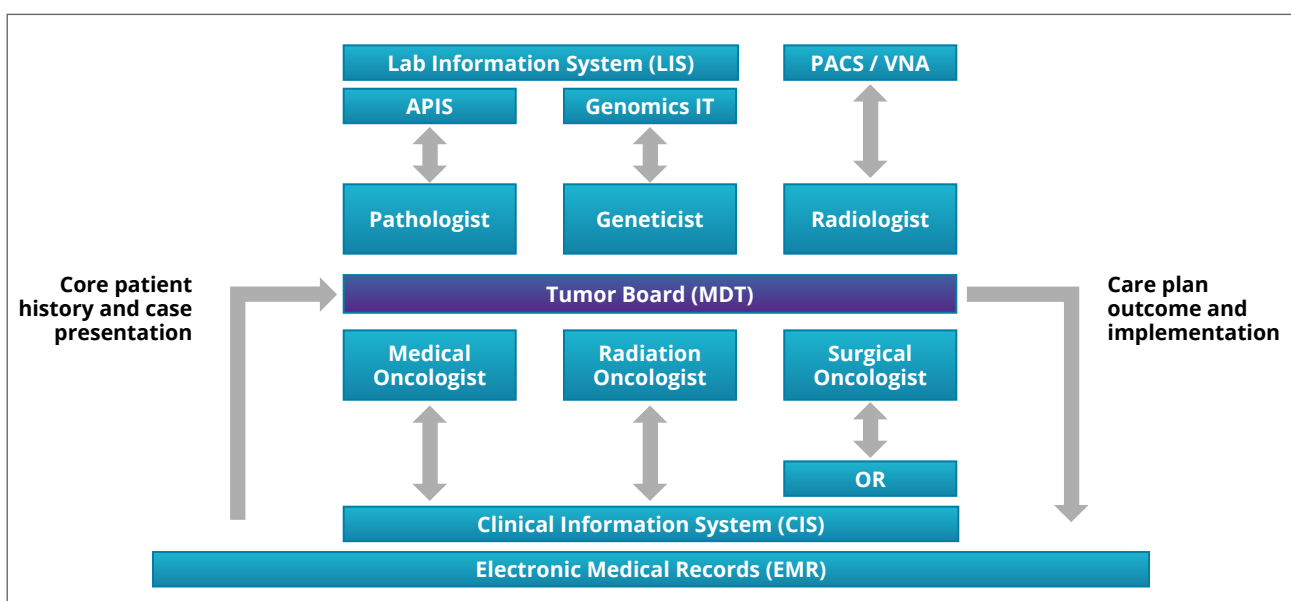 Lab Information System (LIS)
PACS / VNA
APIS
Genomics IT
Pathologist
Geneticist
Radiologist
Core patient
history and case
presentation
Tumor Board (MDT)
Care plan
outcome and
implementation
Medical
Oncologist
Radiation
Oncologist
Surgical
Oncologist
OR
Clinical Information System (CIS)
Electronic Medical Records (EMR)